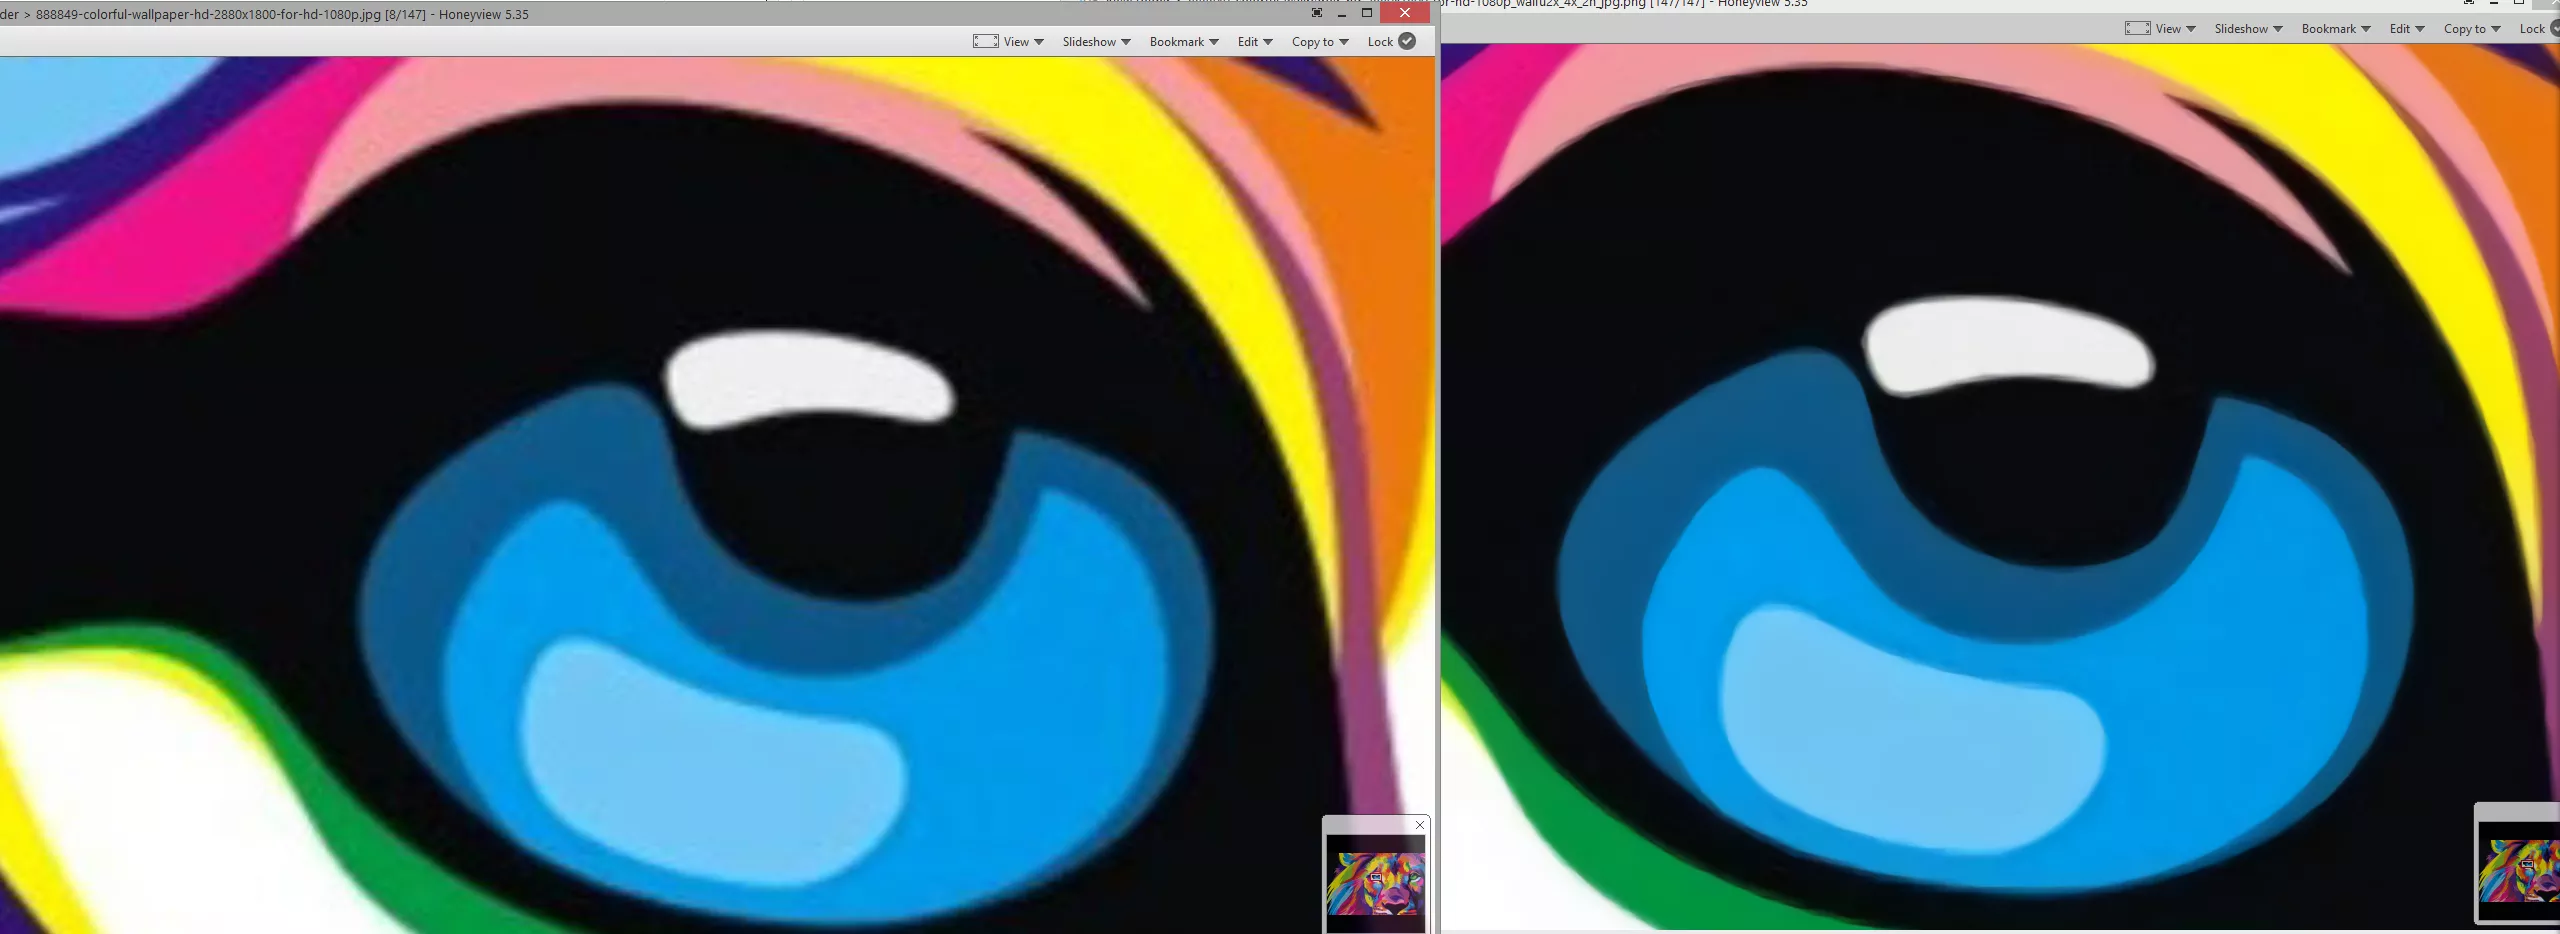 der > 888849-colorful-wallpaper-hd-2880x1800-for-hd-1080p.jpg [8/147] - Honeyview 5.35
View Slideshow Bookmark Edit Copy to Lock
or-hd-1080p_waifu2x_4x_2n_jpg.png [147/147] - Honeyview 5.35
View Slideshow Bookmark Edit Copy to Lock